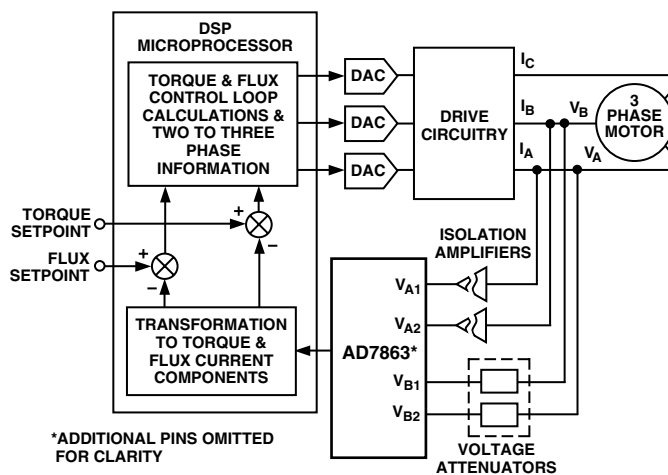 DSP
MICROPROCESSOR
TORQUE & FLUX
CONTROL LOOP
CALCULATIONS &
TWO TO THREE
PHASE
INFORMATION
DAC
DAC
DAC
DRIVE
CIRCUITRY
IC
IB
IA
VB
VA
3
PHASE
MOTOR
TORQUE
SETPOINT
FLUX
SETPOINT
+
–
+
–
TRANSFORMATION
TO TORQUE &
FLUX CURRENT
COMPONENTS
ISOLATION
AMPLIFIERS
VA1
VA2
AD7863*
VB1
VB2
VOLTAGE
ATTENUATORS
*ADDITIONAL PINS OMITTED
FOR CLARITY